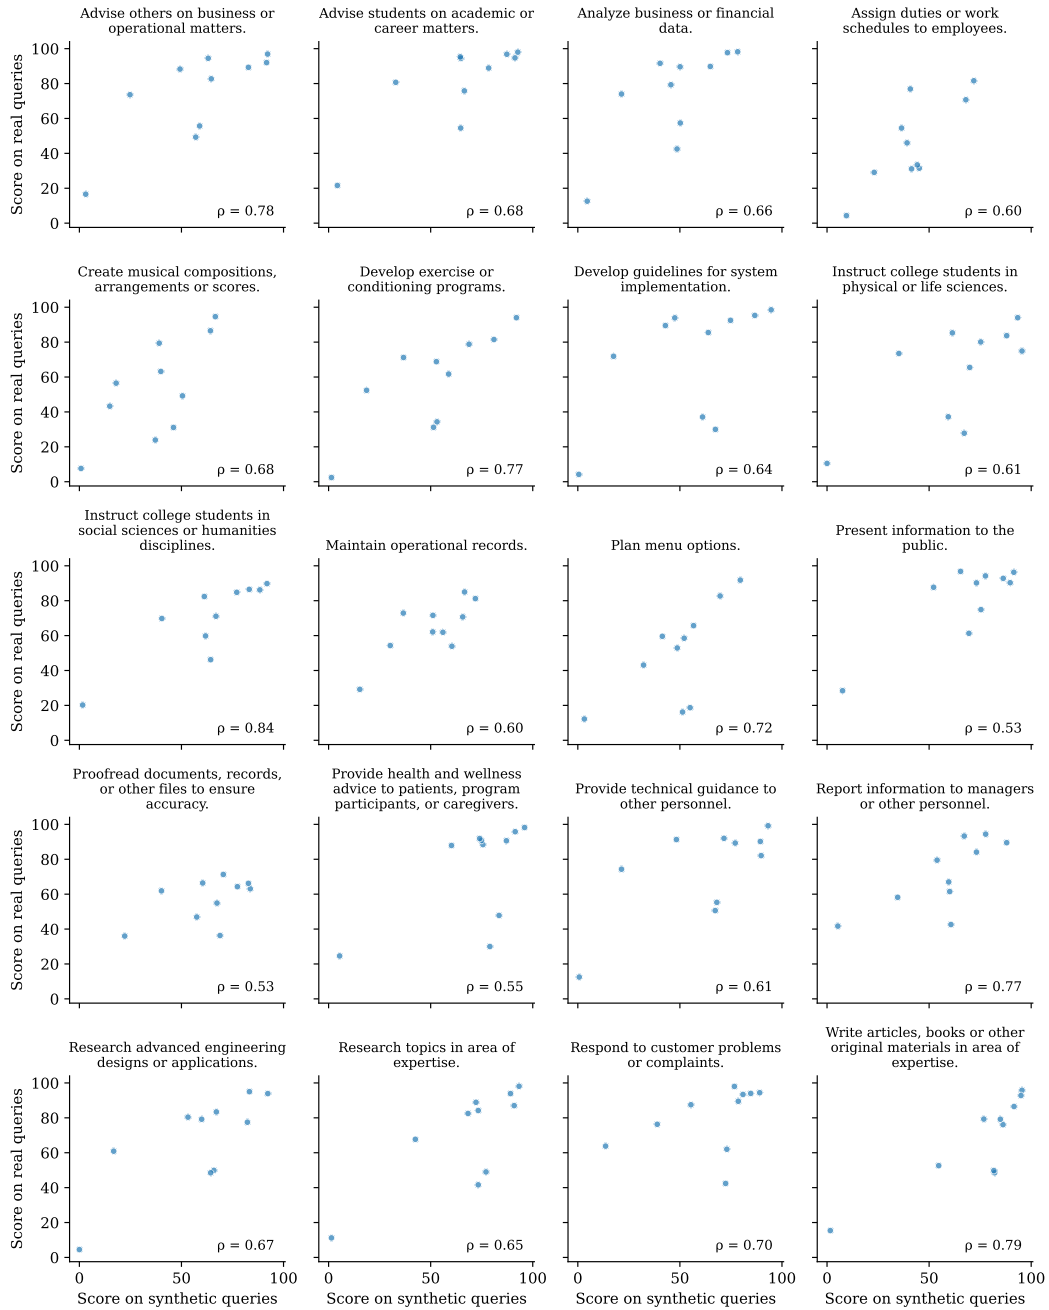 Advise others on business or
operational matters.
Advise students on academic or
career matters.
Analyze business or financial
data.
Assign duties or work
schedules to employees.
100
80
60
40
20
0
Score on real queries
ρ = 0.78
ρ = 0.68
ρ = 0.66
ρ = 0.60
Create musical compositions,
arrangements or scores.
Develop exercise or
conditioning programs.
Develop guidelines for system
implementation.
Instruct college students in
physical or life sciences.
100
80
60
40
20
0
Score on real queries
ρ = 0.68
ρ = 0.77
ρ = 0.64
ρ = 0.61
Instruct college students in
social sciences or humanities
disciplines.
Maintain operational records.
Plan menu options.
Present information to the
public.
100
80
60
40
20
0
Score on real queries
ρ = 0.84
ρ = 0.60
ρ = 0.72
ρ = 0.53
Proofread documents, records,
or other files to ensure
accuracy.
Provide health and wellness
advice to patients, program
participants, or caregivers.
Provide technical guidance to
other personnel.
Report information to managers
or other personnel.
100
80
60
40
20
0
Score on real queries
ρ = 0.53
ρ = 0.55
ρ = 0.61
ρ = 0.77
Research advanced engineering
designs or applications.
Research topics in area of
expertise.
Respond to customer problems
or complaints.
Write articles, books or other
original materials in area of
expertise.
100
80
60
40
20
0
Score on real queries
ρ = 0.67
ρ = 0.65
ρ = 0.70
ρ = 0.79
0 50 100
0 50 100
0 50 100
0 50 100
Score on synthetic queries
Score on synthetic queries
Score on synthetic queries
Score on synthetic queries